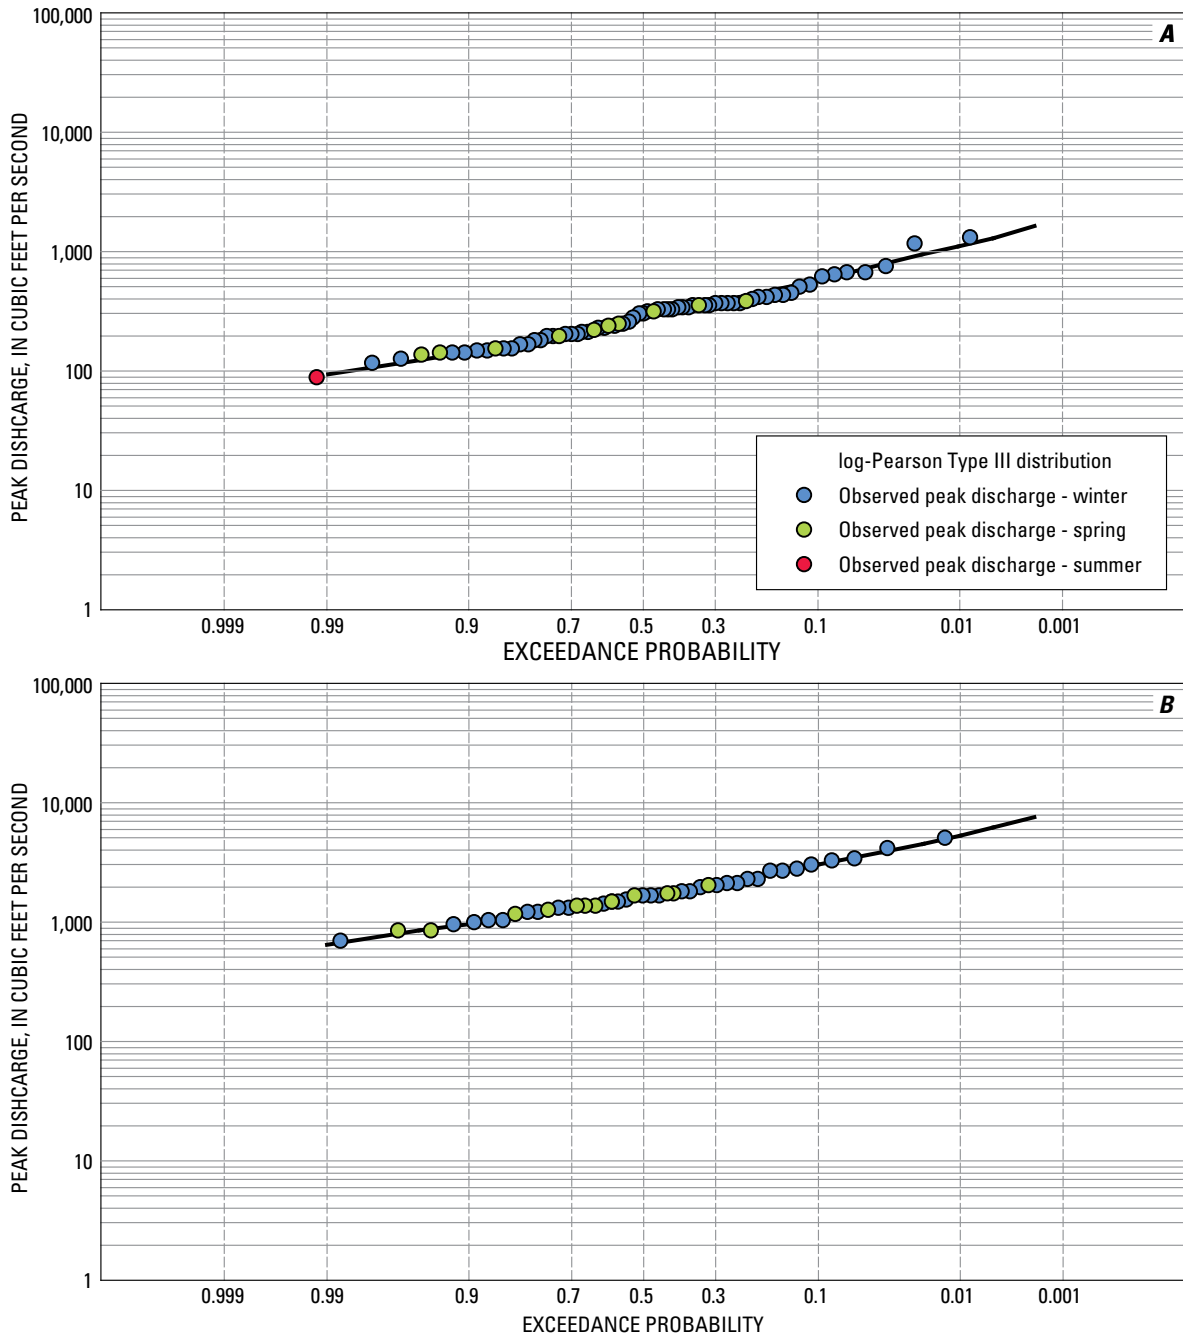 A
100,000
10,000
1,000
100
10
1
PEAK DISHCARGE, IN CUBIC FEET PER SECOND
log-Pearson Type III distribution
Observed peak discharge - winter
Observed peak discharge - spring
Observed peak discharge - summer
0.999 0.99 0.9 0.7 0.5 0.3 0.1 0.01 0.001
EXCEEDANCE PROBABILITY
B
100,000
10,000
1,000
100
10
1
PEAK DISHCARGE, IN CUBIC FEET PER SECOND
0.999 0.99 0.9 0.7 0.5 0.3 0.1 0.01 0.001
EXCEEDANCE PROBABILITY